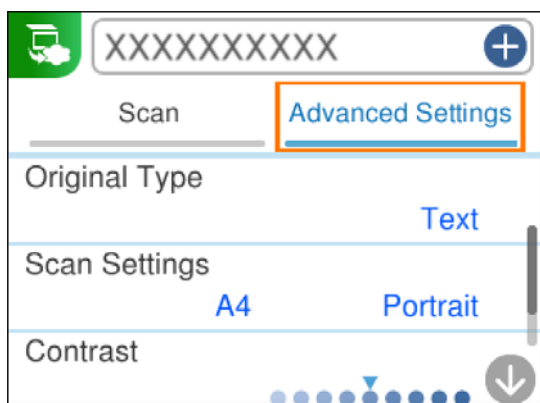 XXXXXXXXXX
Scan Advanced Settings
Original Type
Text
Scan Settings
A4 Portrait
Contrast